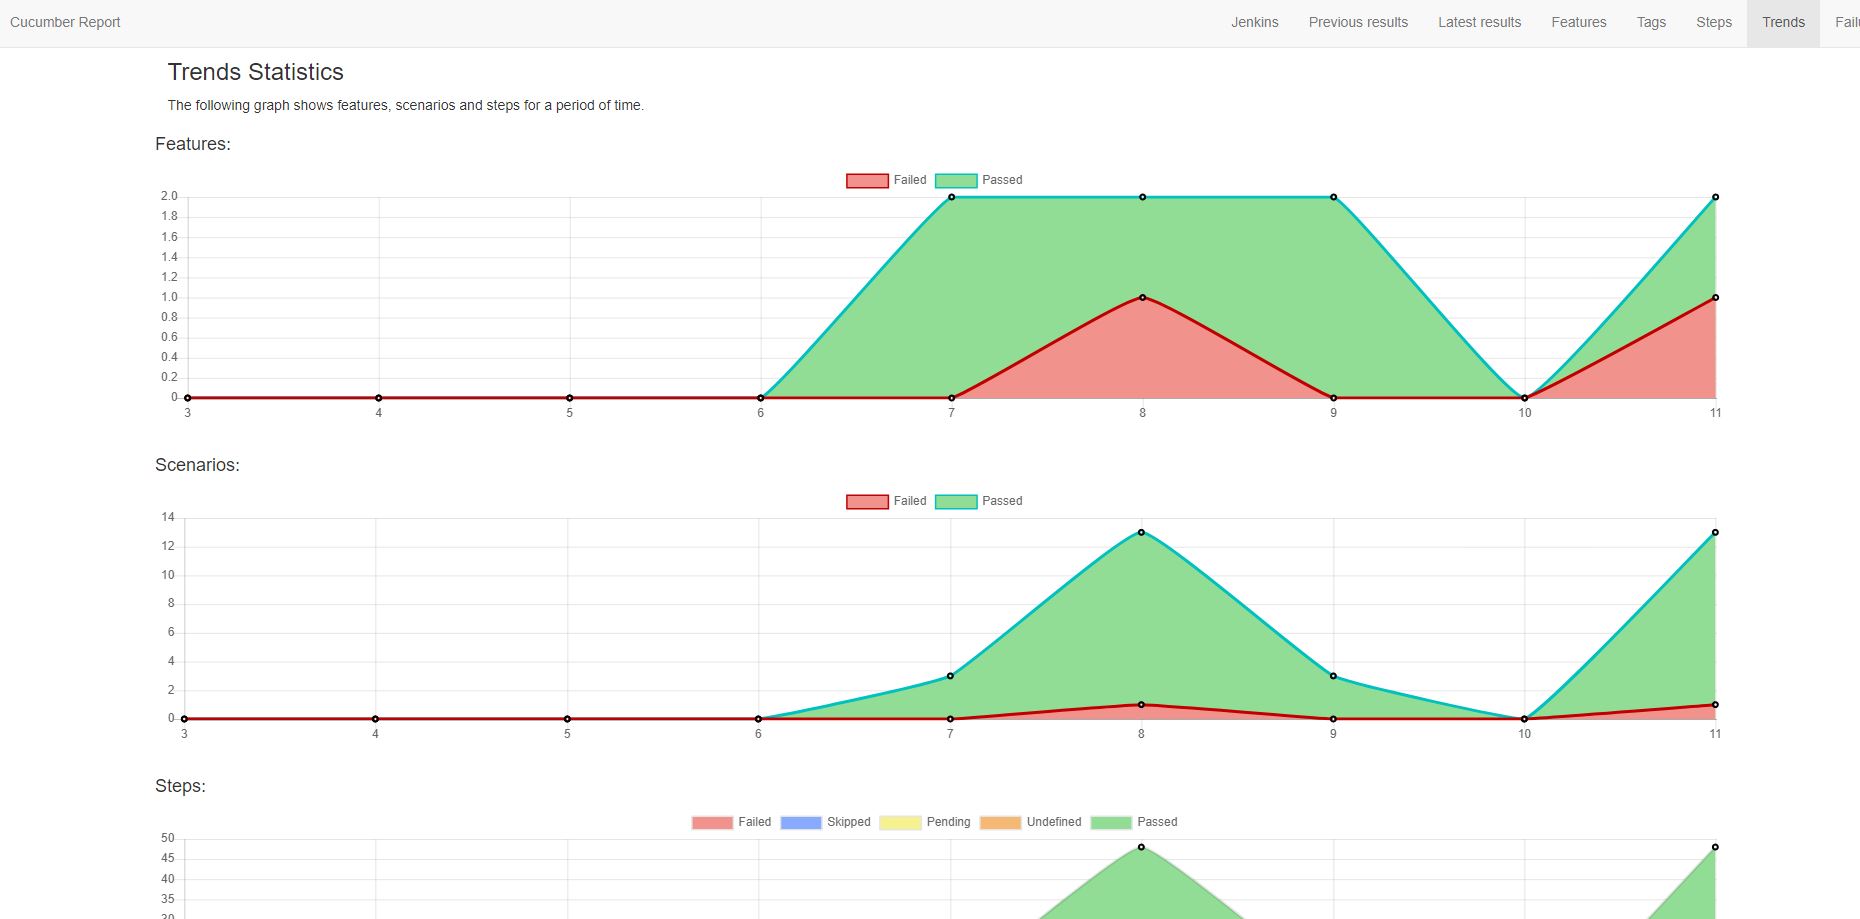 Cucumber Report Jenkins Previous results Latest results Features Tags Steps Trends
Trends Statistics
The following graph shows features, scenarios and steps for a period of time.
Features:
Failed Passed
2.0
1.8
1.6
1.4
1.2
1.0
0.8
0.6
0.4
0.2
0
3 4 5 6 7 8 9 10 11
Scenarios:
Failed Passed
14
12
10
8
6
4
2
0
3 4 5 6 7 8 9 10 11
Steps:
Failed Skipped Pending Undefined Passed
50
45
40
35
30